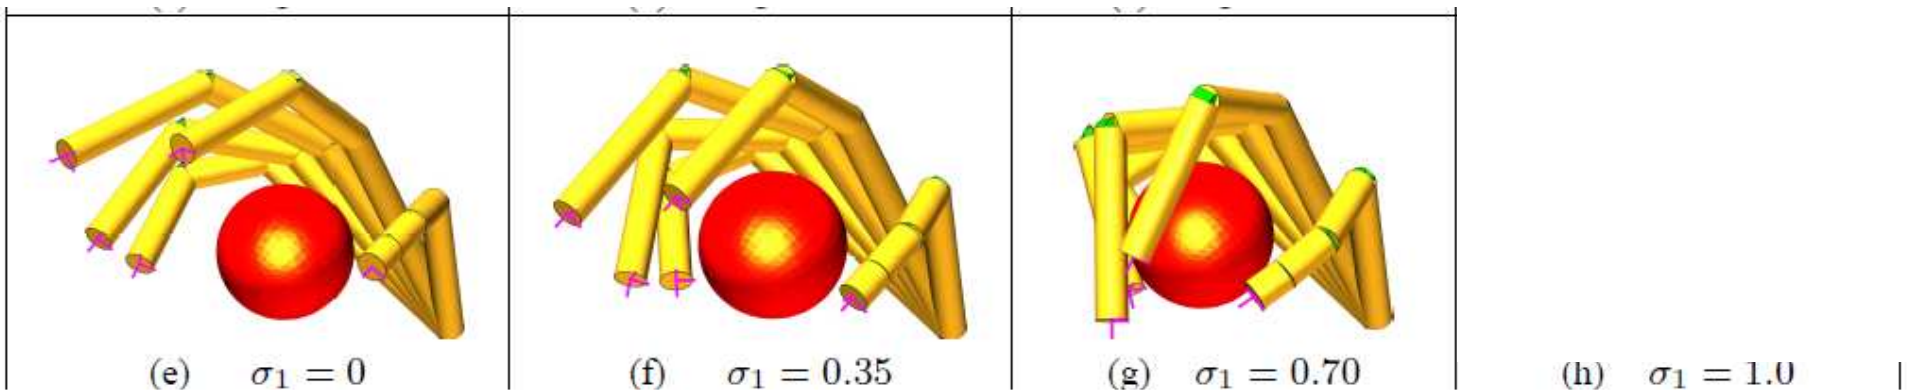 (e) σ₁ = 0
(f) σ₁ = 0.35
(g) σ₁ = 0.70
(h) σ₁ = 1.0